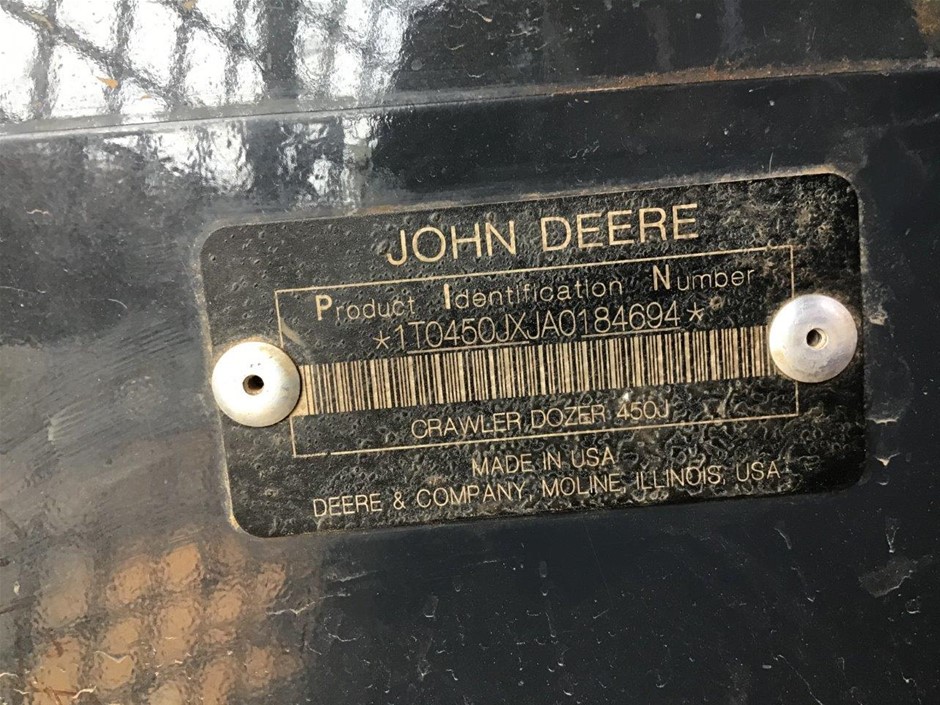 JOHN DEERE
Product Identification Number
*1T0450JXJA0184694*
CRAWLER DOZER 450J
MADE IN USA
DEERE & COMPANY, MOLINE, ILLINOIS, USA